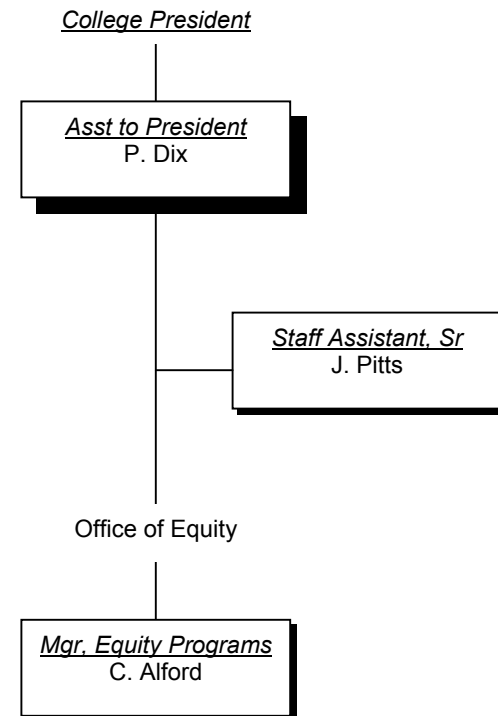 College President
Asst to President
P. Dix
Staff Assistant, Sr
J. Pitts
Office of Equity
Mgr, Equity Programs
C. Alford